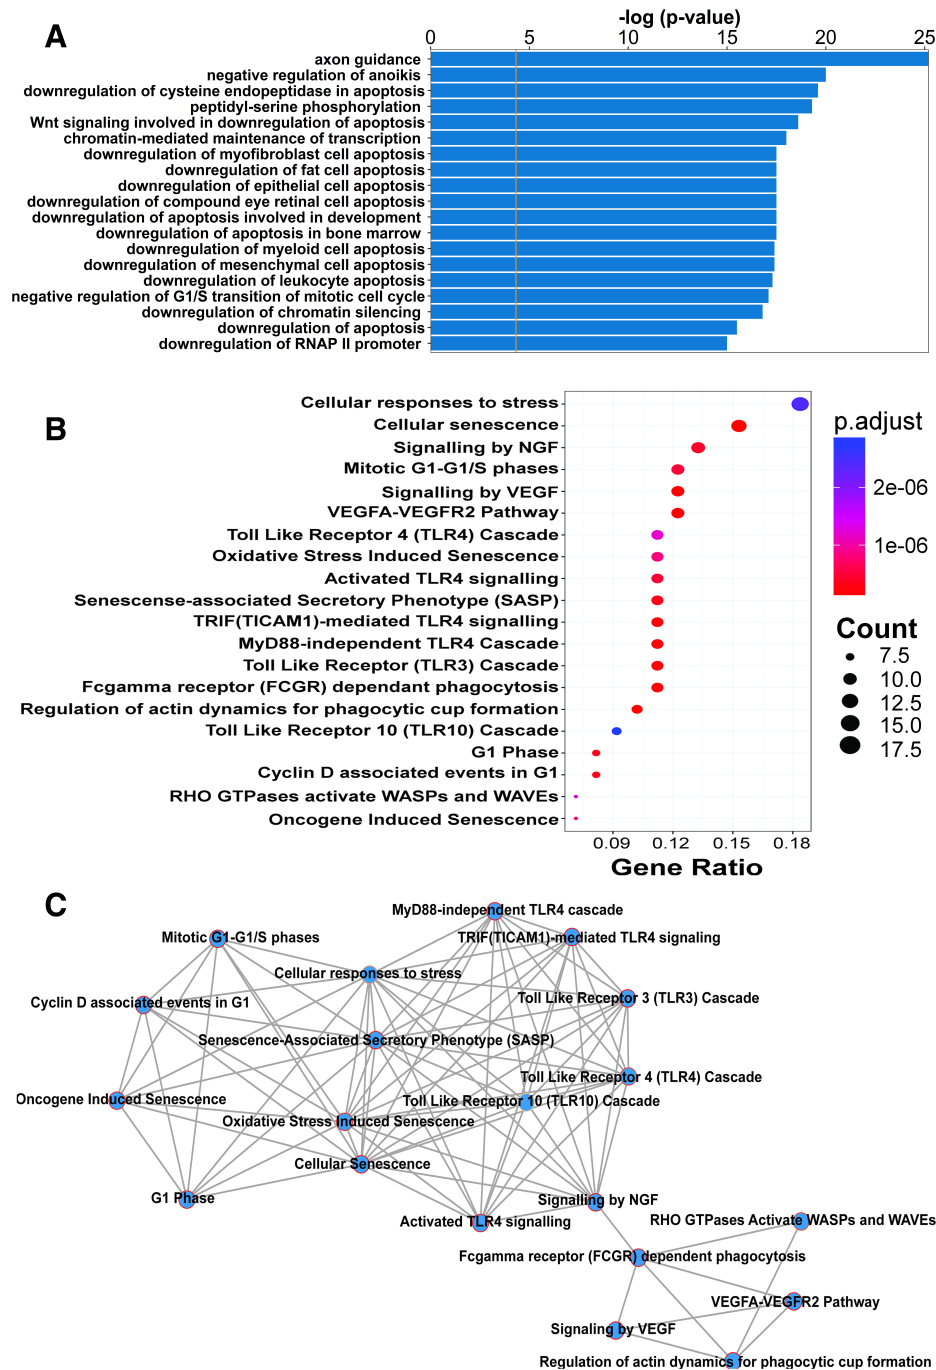 A
-log (p-value)
0 5 10 15 20 25
axon guidance
negative regulation of anoikis
downregulation of cysteine endopeptidase in apoptosis
peptidyl-serine phosphorylation
Wnt signaling involved in downregulation of apoptosis
chromatin-mediated maintenance of transcription
downregulation of myofibroblast cell apoptosis
downregulation of fat cell apoptosis
downregulation of epithelial cell apoptosis
downregulation of compound eye retinal cell apoptosis
downregulation of apoptosis involved in development
downregulation of apoptosis in bone marrow
downregulation of myeloid cell apoptosis
downregulation of mesenchymal cell apoptosis
downregulation of leukocyte apoptosis
negative regulation of G1/S transition of mitotic cell cycle
downregulation of chromatin silencing
downregulation of apoptosis
downregulation of RNAP II promoter
B
Cellular responses to stress
Cellular senescence
Signalling by NGF
Mitotic G1-G1/S phases
Signalling by VEGF
VEGFA-VEGFR2 Pathway
Toll Like Receptor 4 (TLR4) Cascade
Oxidative Stress Induced Senescence
Activated TLR4 signalling
Senescense-associated Secretory Phenotype (SASP)
TRIF(TICAM1)-mediated TLR4 signalling
MyD88-independent TLR4 Cascade
Toll Like Receptor (TLR3) Cascade
Fcgamma receptor (FCGR) dependant phagocytosis
Regulation of actin dynamics for phagocytic cup formation
Toll Like Receptor 10 (TLR10) Cascade
G1 Phase
Cyclin D associated events in G1
RHO GTPases activate WASPs and WAVEs
Oncogene Induced Senescence
0.09 0.12 0.15 0.18
Gene Ratio
p.adjust
2e-06
1e-06
Count
7.5
10.0
12.5
15.0
17.5
C
MyD88-independent TLR4 cascade
Mitotic G1-G1/S phases
TRIF(TICAM1)-mediated TLR4 signaling
Cellular responses to stress
Cyclin D associated events in G1
Toll Like Receptor 3 (TLR3) Cascade
Senescence-Associated Secretory Phenotype (SASP)
Toll Like Receptor 4 (TLR4) Cascade
Oncogene Induced Senescence
Toll Like Receptor 10 (TLR10) Cascade
Oxidative Stress Induced Senescence
Cellular Senescence
G1 Phase
Signalling by NGF
Activated TLR4 signalling
RHO GTPases Activate WASPs and WAVEs
Fcgamma receptor (FCGR) dependent phagocytosis
VEGFA-VEGFR2 Pathway
Signaling by VEGF
Regulation of actin dynamics for phagocytic cup formation